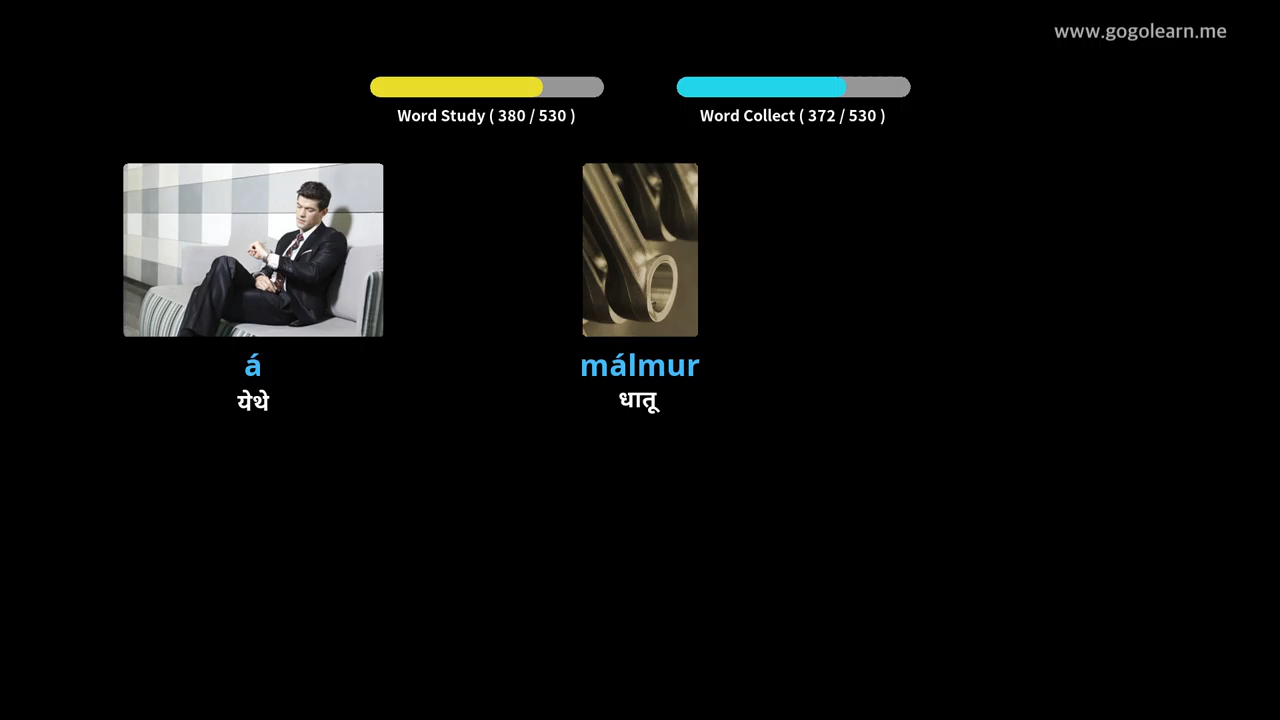 www.gogolearn.me
Word Study ( 380 / 530 )
Word Collect ( 372 / 530 )
á
málmur
येथे
धातू